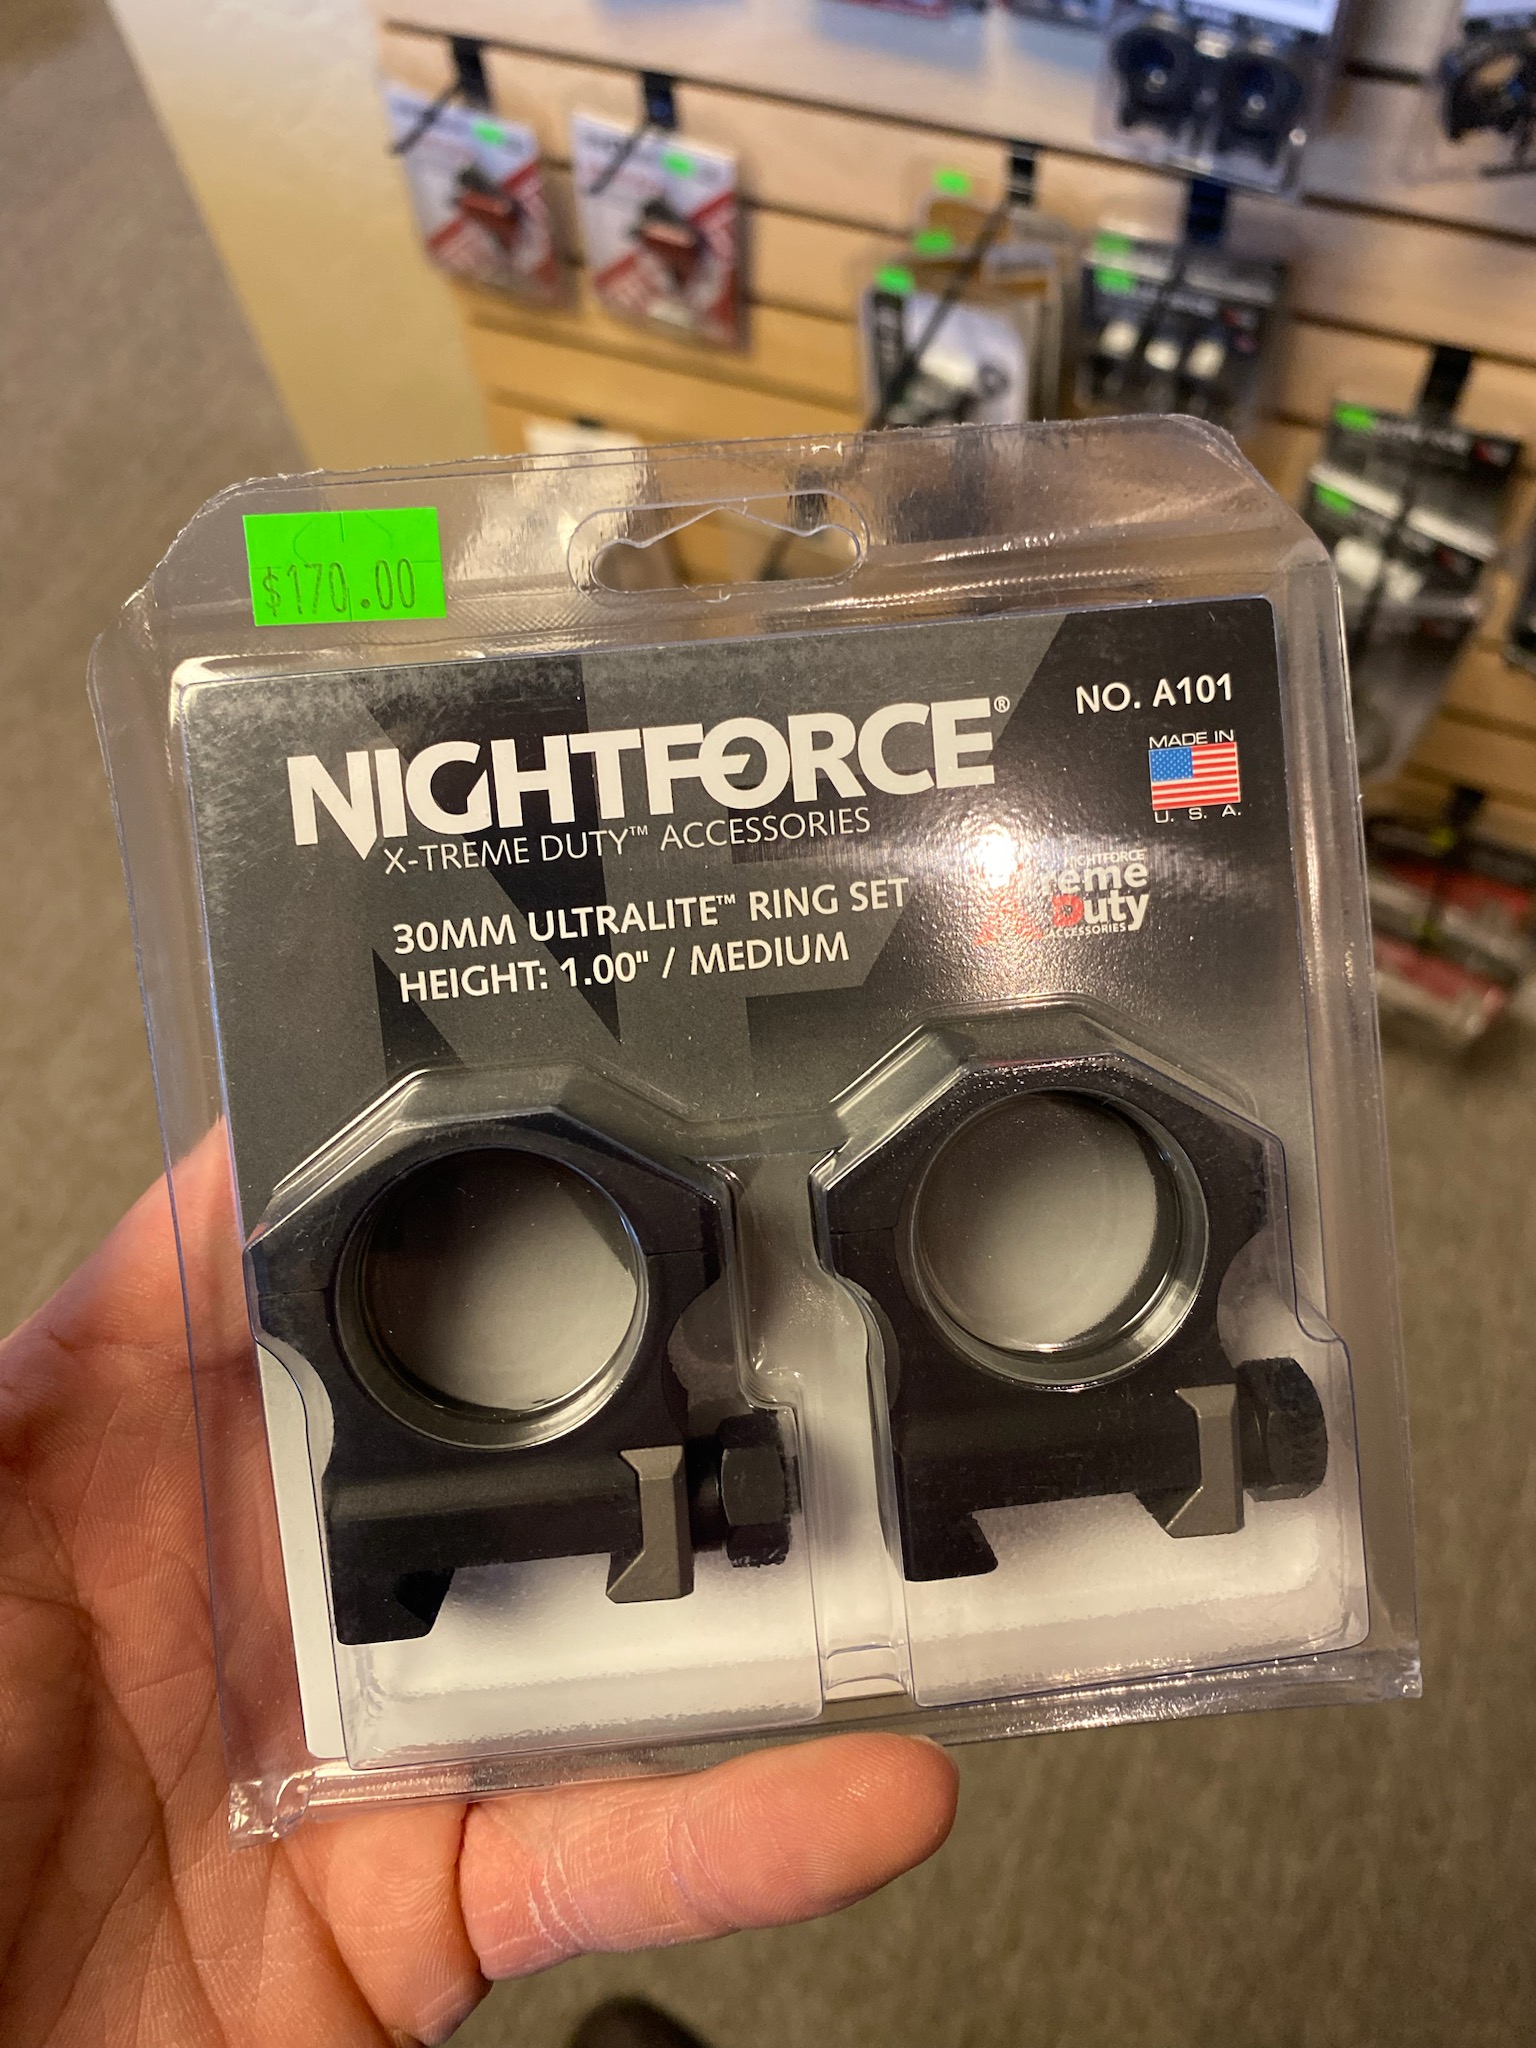 $170.00
NIGHTFORCE®
X-TREME DUTY™ ACCESSORIES
NO. A101
MADE IN
U. S. A.
30MM ULTRALITE™ RING SET
HEIGHT: 1.00" / MEDIUM
NIGHTFORCE
treme
Duty
ACCESSORIES